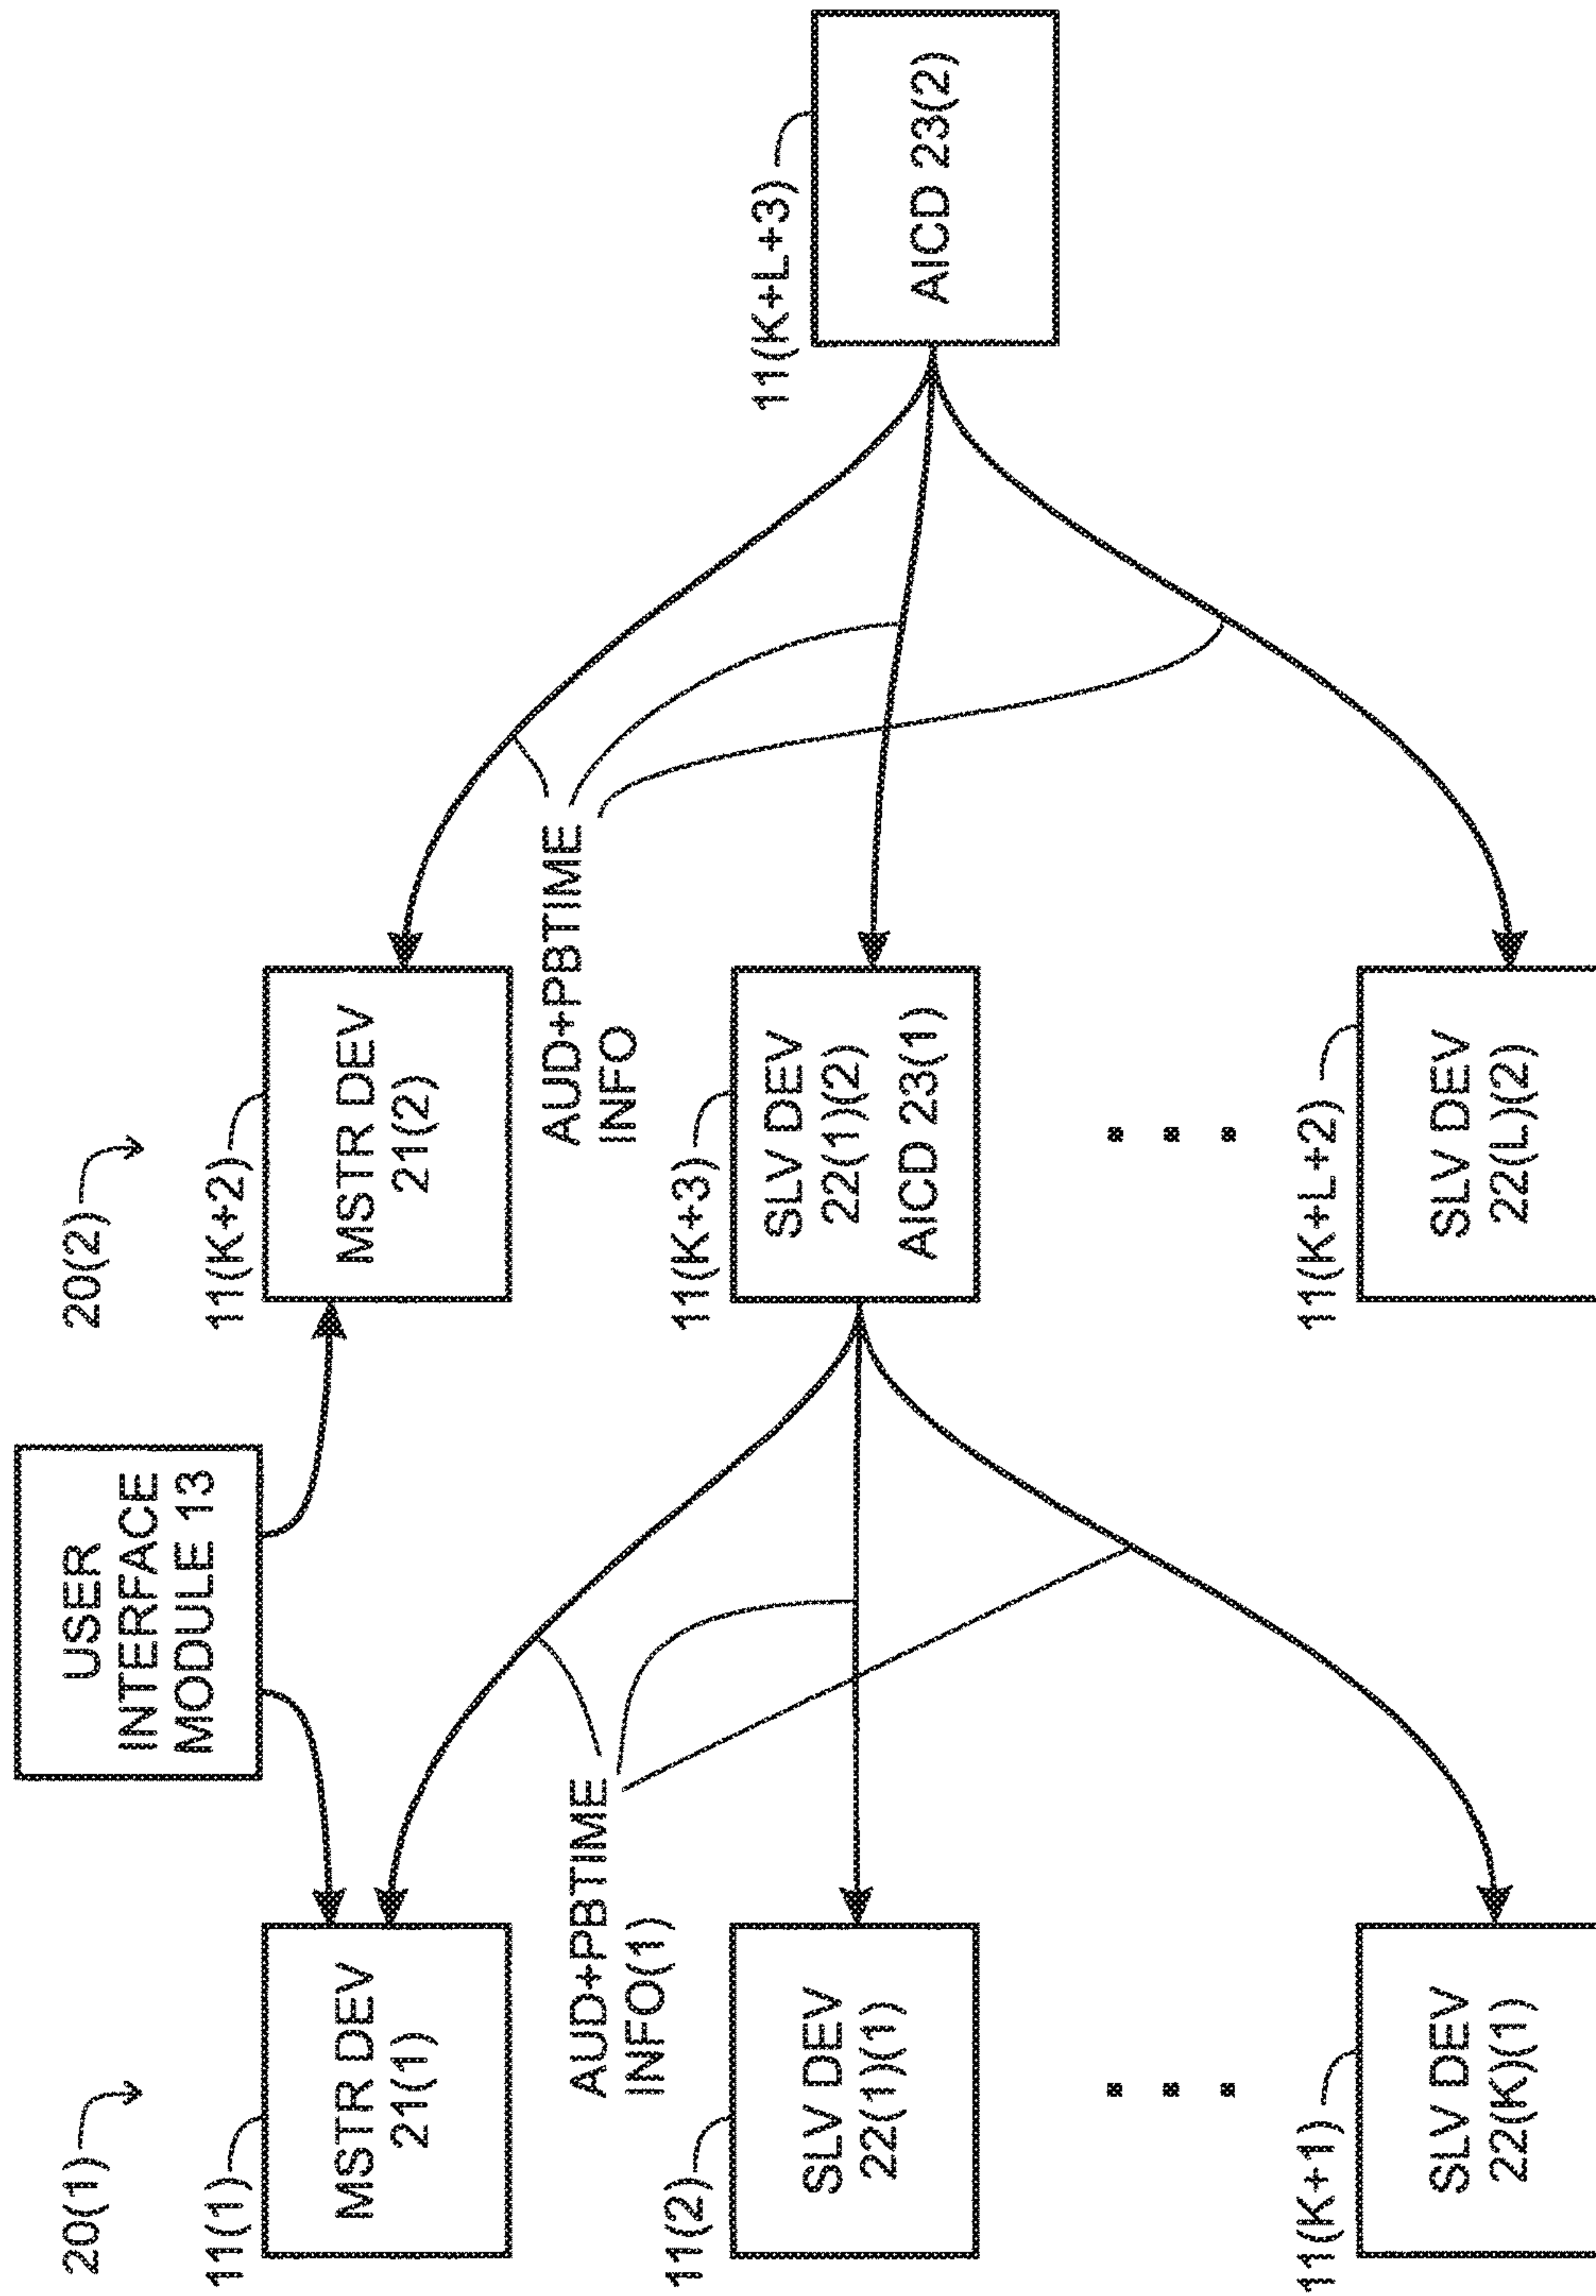 20(1)
20(2)
USER
INTERFACE
MODULE 13
11(1)
MSTR DEV
21(1)
11(K+2)
MSTR DEV
21(2)
AUD+PBTIME
INFO(1)
AUD+PBTIME
INFO
11(2)
SLV DEV
22(1)(1)
11(K+3)
SLV DEV
22(1)(2)
AICD 23(1)
11(K+L+3)
AICD 23(2)
11(K+1)
SLV DEV
22(K)(1)
11(K+L+2)
SLV DEV
22(L)(2)